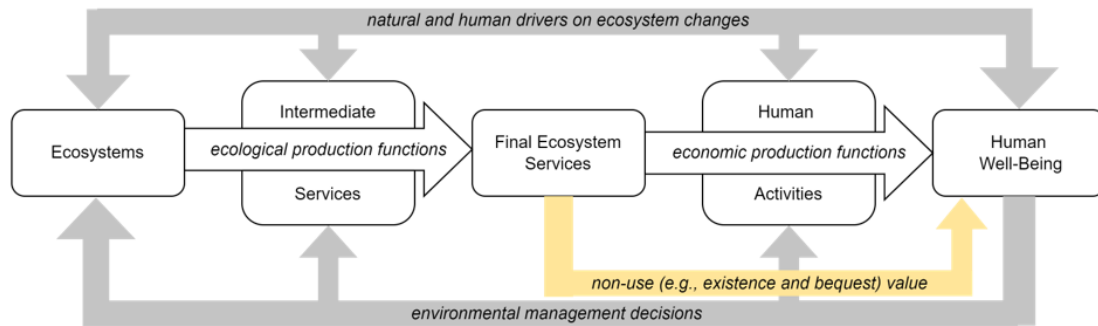 natural and human drivers on ecosystem changes
Ecosystems
Intermediate
ecological production functions
Services
Final Ecosystem
Services
Human
economic production functions
Activities
Human
Well-Being
non-use (e.g., existence and bequest) value
environmental management decisions